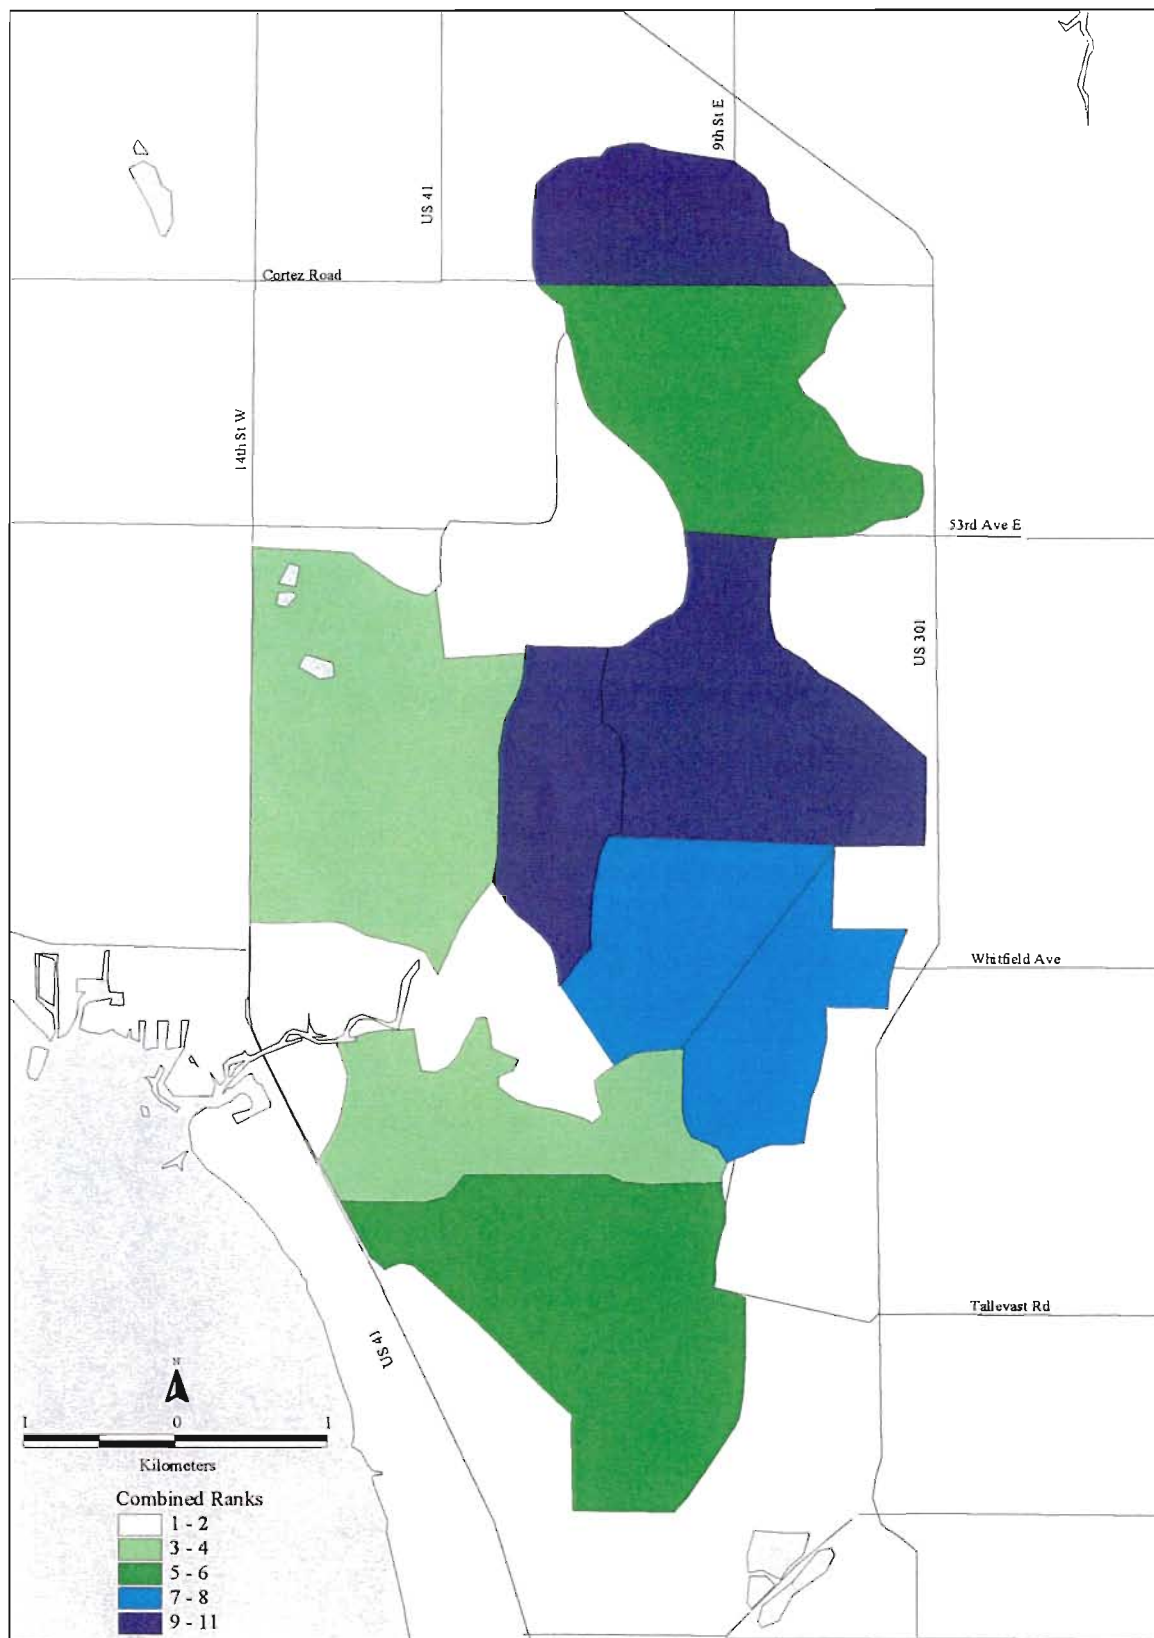 9th St E
US 41
Cortez Road
14th St W
53rd Ave E
US 301
Whitfield Ave
Tallevast Rd
US 41
N
1 0 1
Kilometers
Combined Ranks
1 - 2
3 - 4
5 - 6
7 - 8
9 - 11